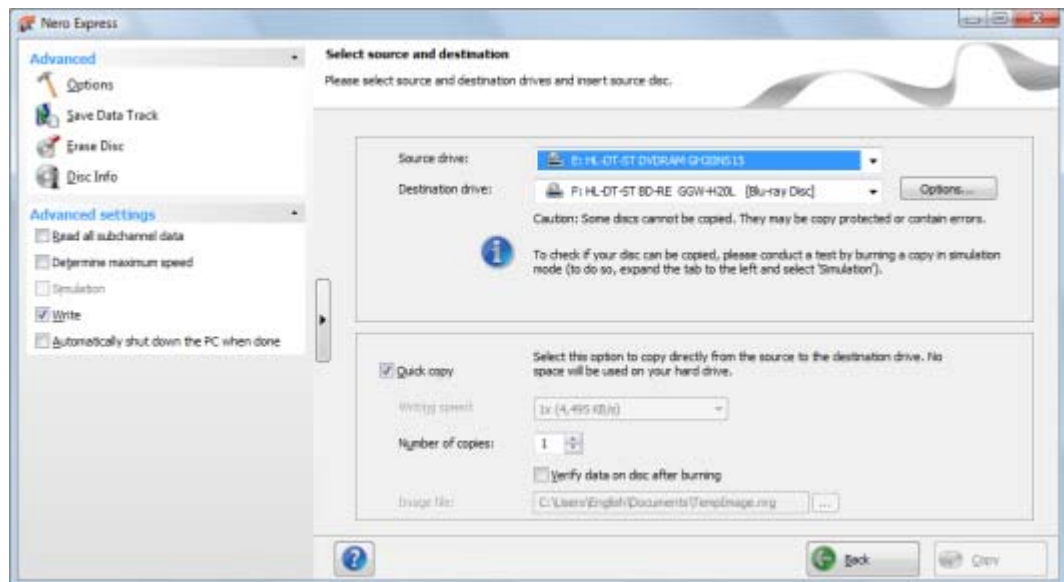 Nero Express
Advanced
Options
Save Data Track
Erase Disc
Disc Info
Advanced settings
Read all subchannel data
Determine maximum speed
Simulation
Write
Automatically shut down the PC when done
Select source and destination
Please select source and destination drives and insert source disc.
Source drive:
E: HL-DT-ST DVDRAM GH20NS15
Destination drive:
F: HL-DT-ST BD-RE GGW-H20L [Blu-ray Disc]
Options...
Caution: Some discs cannot be copied. They may be copy protected or contain errors.
To check if your disc can be copied, please conduct a test by burning a copy in simulation
mode (to do so, expand the tab to the left and select 'Simulation').
Quick copy
Select this option to copy directly from the source to the destination drive. No
space will be used on your hard drive.
Writing speed:
1x (4,495 KB/s)
Number of copies:
1
Verify data on disc after burning
Image file:
C:\Users\English\Documents\TempImage.nrg
...
Back
Copy